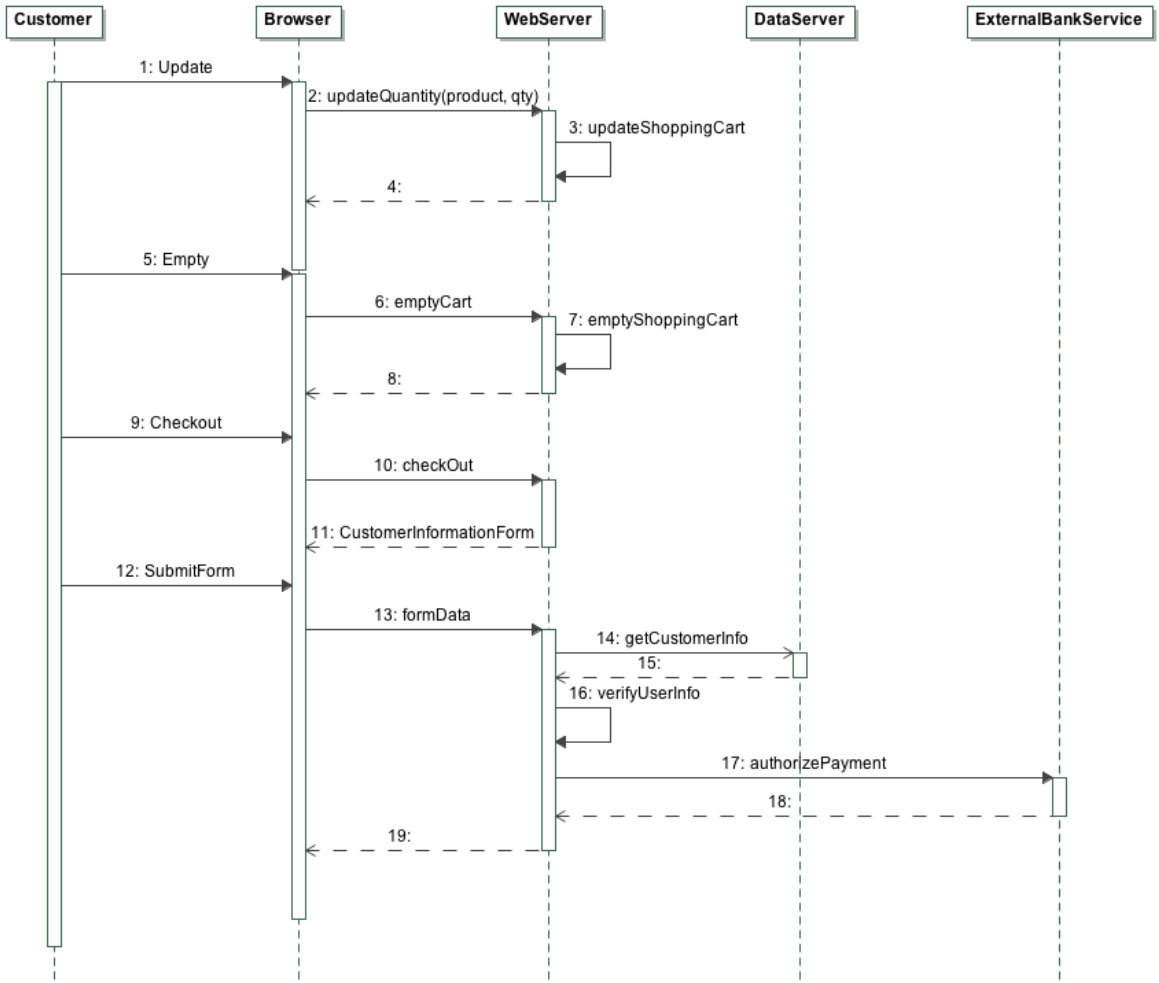 Customer
Browser
WebServer
DataServer
ExternalBankService
1: Update
2: updateQuantity(product, qty)
3: updateShoppingCart
4:
5: Empty
6: emptyCart
7: emptyShoppingCart
8:
9: Checkout
10: checkOut
11: CustomerInformationForm
12: SubmitForm
13: formData
14: getCustomerInfo
15:
16: verifyUserInfo
17: authorizePayment
18:
19: